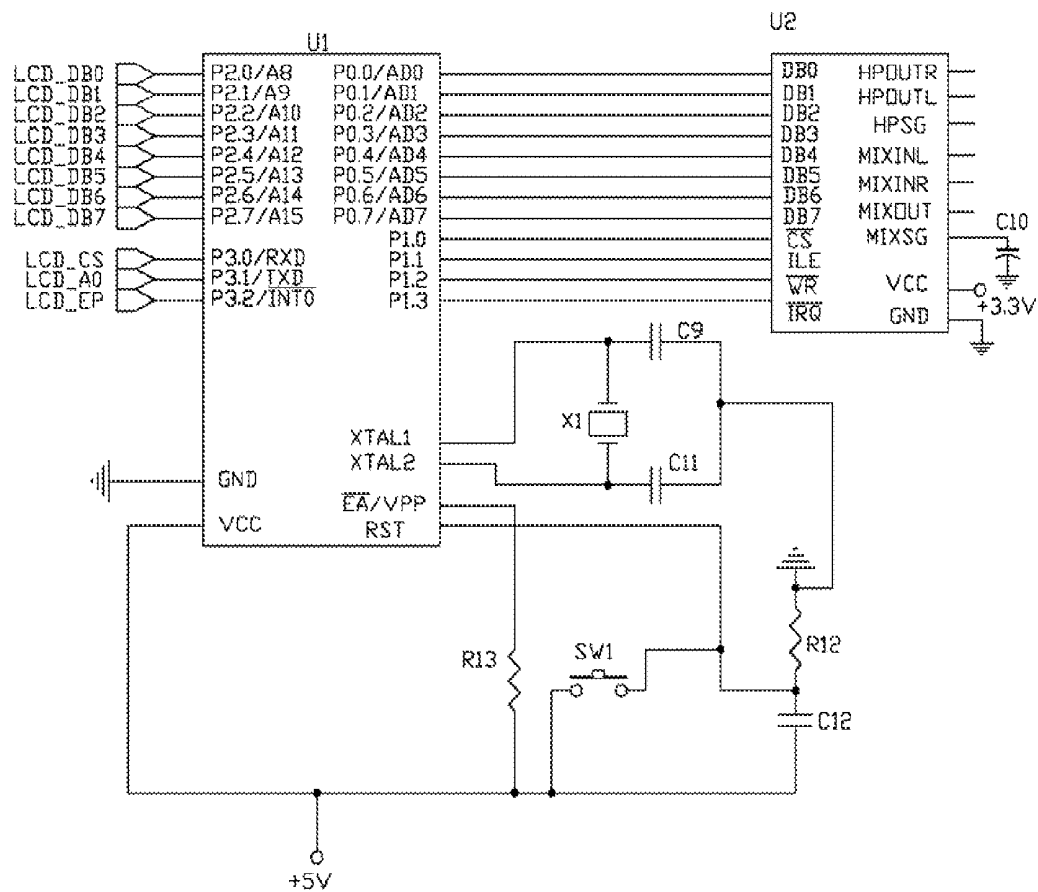 U1
U2
LCD_DB0
LCD_DB1
LCD_DB2
LCD_DB3
LCD_DB4
LCD_DB5
LCD_DB6
LCD_DB7
LCD_CS
LCD_A0
LCD_EP
P2.0/A8
P2.1/A9
P2.2/A10
P2.3/A11
P2.4/A12
P2.5/A13
P2.6/A14
P2.7/A15
P3.0/RXD
P3.1/TXD
P3.2/INT0
GND
VCC
P0.0/AD0
P0.1/AD1
P0.2/AD2
P0.3/AD3
P0.4/AD4
P0.5/AD5
P0.6/AD6
P0.7/AD7
P1.0
P1.1
P1.2
P1.3
XTAL1
XTAL2
EA/VPP
RST
DB0
DB1
DB2
DB3
DB4
DB5
DB6
DB7
CS
ILE
WR
IRQ
HPOUTR
HPOUTL
HPSG
MIXINL
MIXINR
MIXOUT
MIXSG
VCC
GND
C10
+3.3V
C9
X1
C11
R12
R13
SW1
C12
+5V